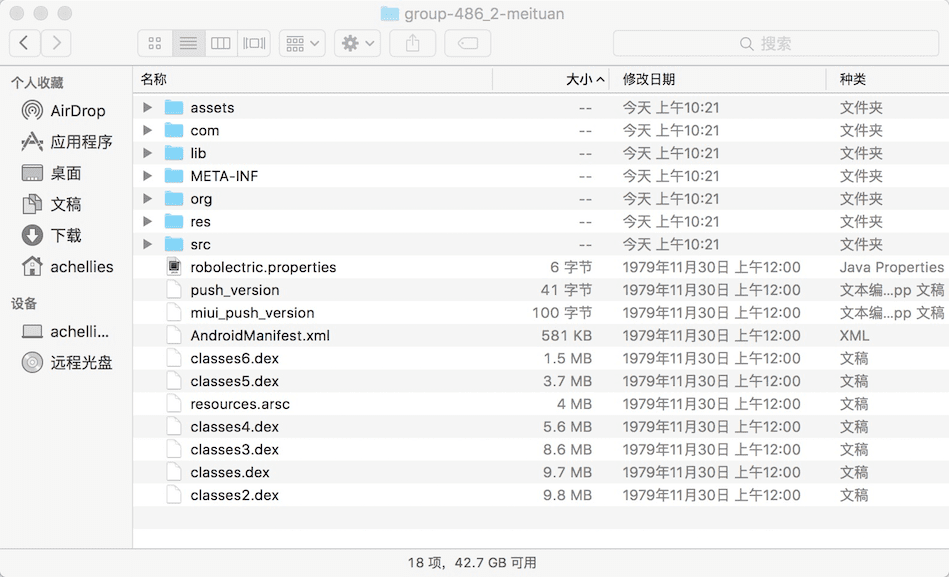 group-486_2-meituan
搜索
个人收藏
AirDrop
应用程序
桌面
文稿
下载
achellies
设备
achelli...
远程光盘
名称 大小 修改日期 种类
assets -- 今天 上午10:21 文件夹
com -- 今天 上午10:21 文件夹
lib -- 今天 上午10:21 文件夹
META-INF -- 今天 上午10:21 文件夹
org -- 今天 上午10:21 文件夹
res -- 今天 上午10:21 文件夹
src -- 今天 上午10:21 文件夹
robolectric.properties 6 字节 1979年11月30日 上午12:00 Java Properties
push_version 41 字节 1979年11月30日 上午12:00 文本编...pp 文稿
miui_push_version 100 字节 1979年11月30日 上午12:00 文本编...pp 文稿
AndroidManifest.xml 581 KB 1979年11月30日 上午12:00 XML
classes6.dex 1.5 MB 1979年11月30日 上午12:00 文稿
classes5.dex 3.7 MB 1979年11月30日 上午12:00 文稿
resources.arsc 4 MB 1979年11月30日 上午12:00 文稿
classes4.dex 5.6 MB 1979年11月30日 上午12:00 文稿
classes3.dex 8.6 MB 1979年11月30日 上午12:00 文稿
classes.dex 9.7 MB 1979年11月30日 上午12:00 文稿
classes2.dex 9.8 MB 1979年11月30日 上午12:00 文稿
18 项，42.7 GB 可用